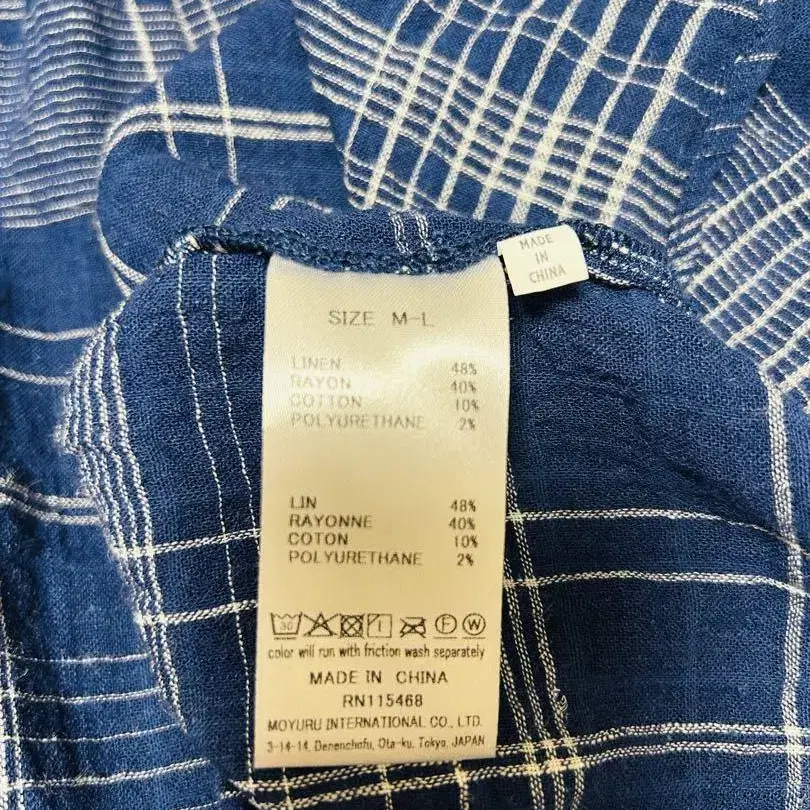 MADE
IN
CHINA
SIZE M-L
LINEN 48%
RAYON 40%
COTTON 10%
POLYURETHANE 2%
LIN 48%
RAYONNE 40%
COTON 10%
POLYURETHANE 2%
30 F W
color will run with friction wash separately
MADE IN CHINA
RN115468
MOYURU INTERNATIONAL CO., LTD.
3-14-14, Denenchofu, Ota-ku, Tokyo, JAPAN